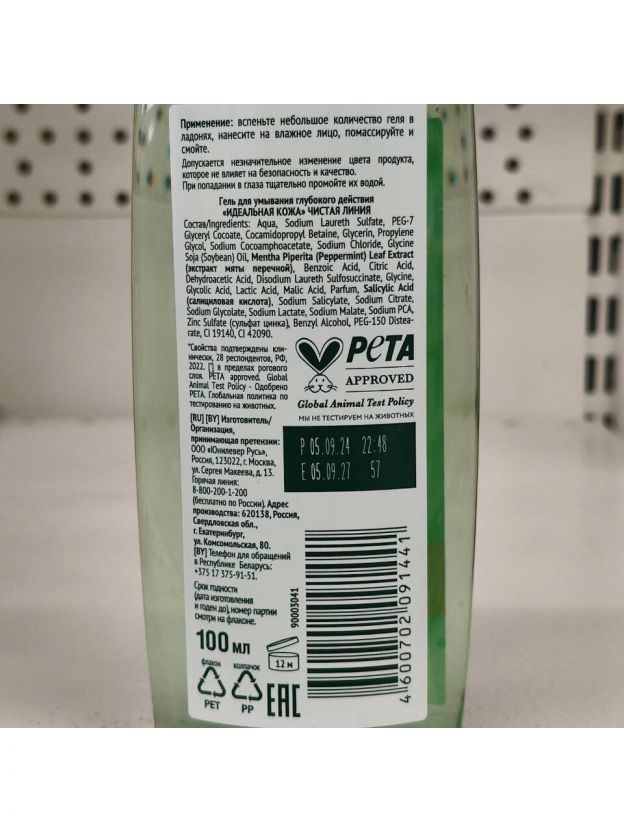 Применение: вспеньте небольшое количество геля в
ладонях, нанесите на влажное лицо, помассируйте и
смойте.
Допускается незначительное изменение цвета продукта,
которое не влияет на безопасность и качество.
При попадании в глаза тщательно промойте их водой.
Гель для умывания глубокого действия
«ИДЕАЛЬНАЯ КОЖА» ЧИСТАЯ ЛИНИЯ
Состав/Ingredients: Aqua, Sodium Laureth Sulfate, PEG-7
Glyceryl Cocoate, Cocamidopropyl Betaine, Glycerin, Propylene
Glycol, Sodium Cocoamphoacetate, Sodium Chloride, Glycine
Soja (Soybean) Oil, Mentha Piperita (Peppermint) Leaf Extract
(экстракт мяты перечной), Benzoic Acid, Citric Acid,
Dehydroacetic Acid, Disodium Laureth Sulfosuccinate, Glycine,
Glycolic Acid, Lactic Acid, Malic Acid, Parfum, Salicylic Acid
(салициловая кислота), Sodium Salicylate, Sodium Citrate,
Sodium Glycolate, Sodium Lactate, Sodium Malate, Sodium PCA,
Zinc Sulfate (сульфат цинка), Benzyl Alcohol, PEG-150 Distea-
rate, CI 19140, CI 42090.
*Свойства подтверждены кли-
нически, 28 респондентов, РФ,
2022. в пределах рогового
слоя. PETA approved. Global
Animal Test Policy - Одобрено
PETA. Глобальная политика по
тестированию на животных.
PETA
APPROVED
Global Animal Test Policy
МЫ НЕ ТЕСТИРУЕМ НА ЖИВОТНЫХ
P 05.09.24 22:48
E 05.09.27 57
[RU] [BY] Изготовитель/
Организация,
принимающая претензии:
ООО «Юнилевер Русь»,
Россия, 123022, г. Москва,
ул. Сергея Макеева, д. 13.
Горячая линия:
8-800-200-1-200
(бесплатно по России). Адрес
производства: 620138, Россия,
Свердловская обл.,
г. Екатеринбург,
ул. Комсомольская, 80.
[BY] Телефон для обращений
в Республике Беларусь:
+375 17 375-91-51.
Срок годности
(дата изготовления
и годен до), номер партии
смотри на флаконе.
90003041
4 600702 091441
100 мл
12 м
флакон колпачок
PET PP
EAC